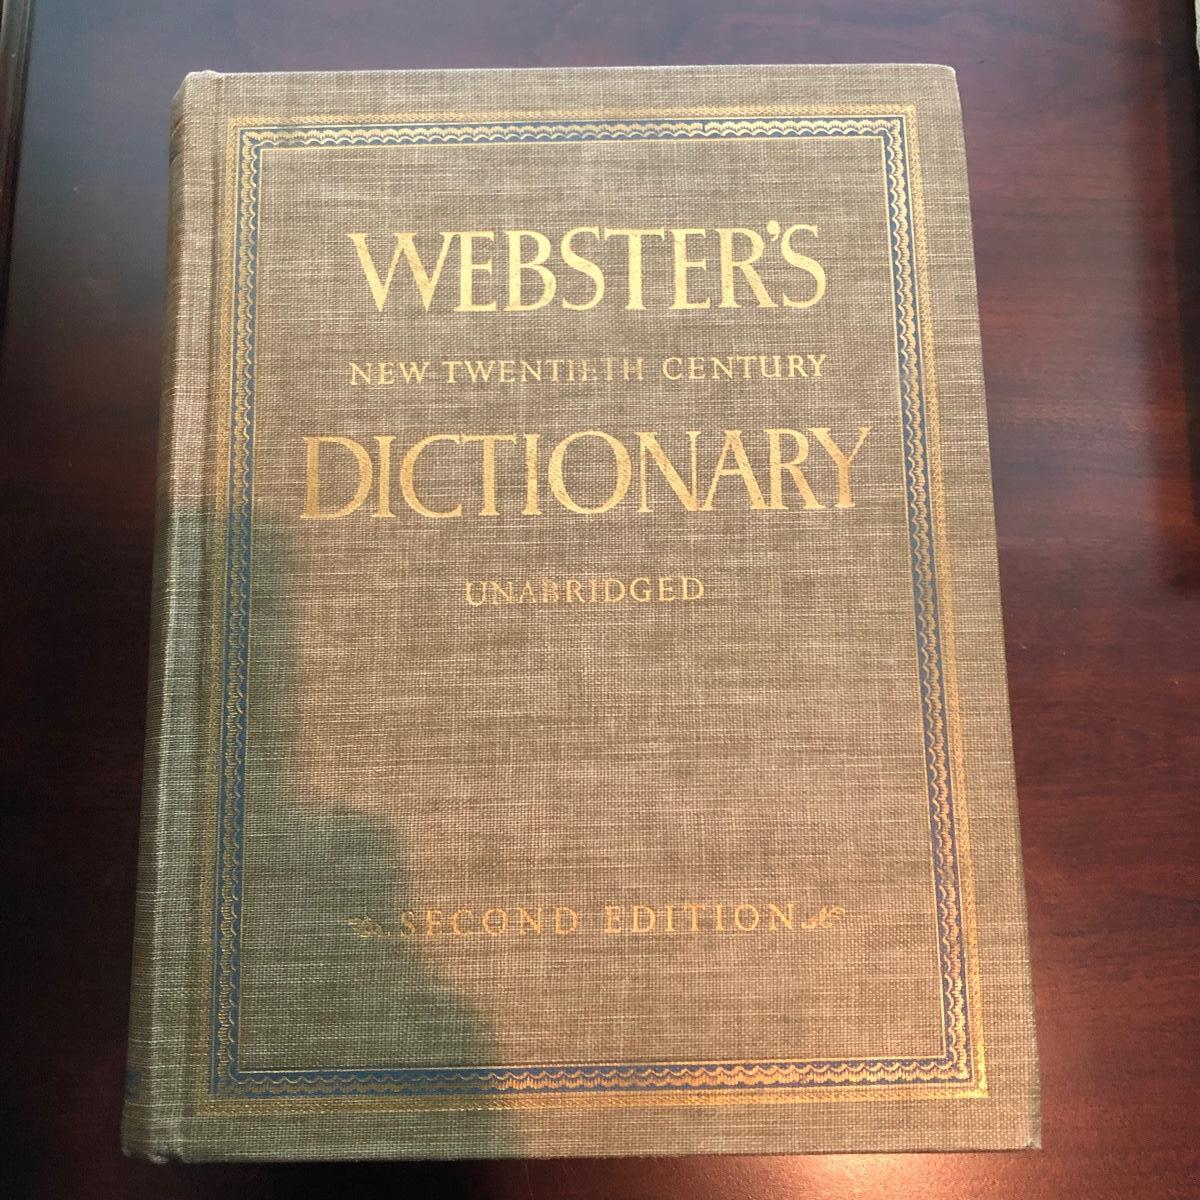 WEBSTER'S
NEW TWENTIETH CENTURY
DICTIONARY
UNABRIDGED
SECOND EDITION